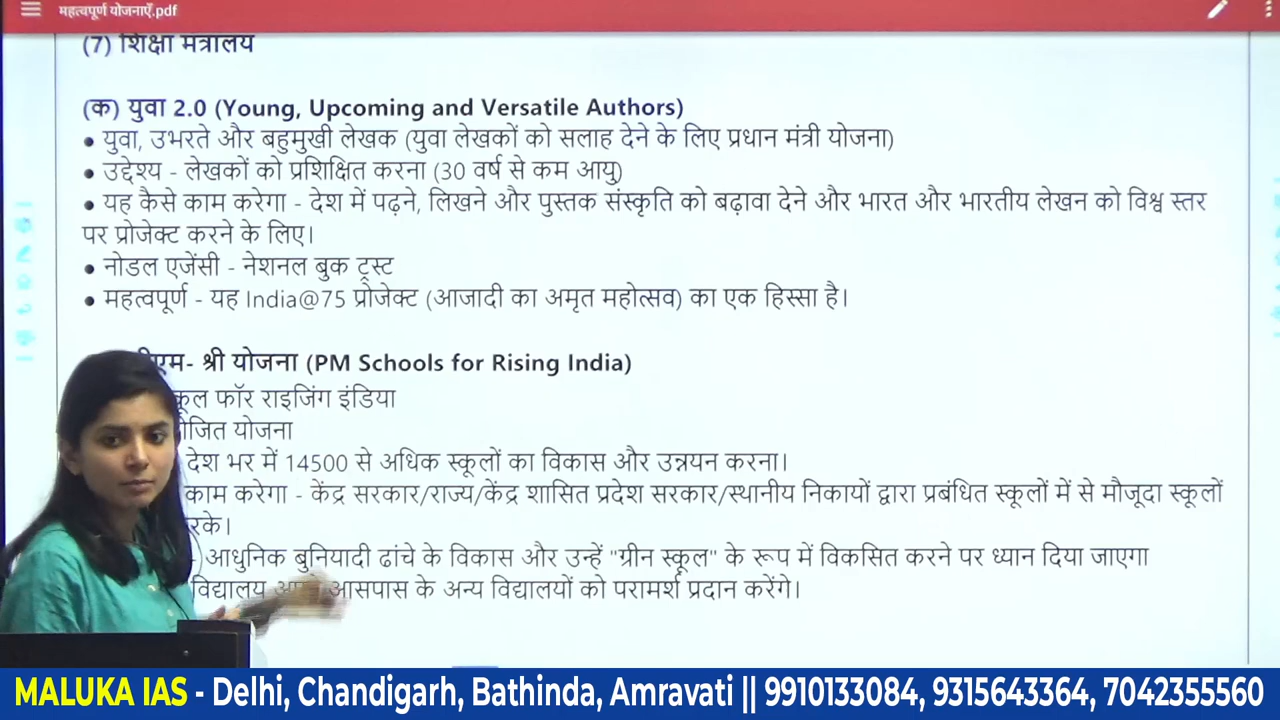 महत्वपूर्ण योजनाएँ.pdf
(7) शिक्षा मंत्रालय
(क) युवा 2.0 (Young, Upcoming and Versatile Authors)
• युवा, उभरते और बहुमुखी लेखक (युवा लेखकों को सलाह देने के लिए प्रधान मंत्री योजना)
• उद्देश्य - लेखकों को प्रशिक्षित करना (30 वर्ष से कम आयु)
• यह कैसे काम करेगा - देश में पढ़ने, लिखने और पुस्तक संस्कृति को बढ़ावा देने और भारत और भारतीय लेखन को विश्व स्तर
पर प्रोजेक्ट करने के लिए।
• नोडल एजेंसी - नेशनल बुक ट्रस्ट
• महत्वपूर्ण - यह India@75 प्रोजेक्ट (आजादी का अमृत महोत्सव) का एक हिस्सा है।
श्री योजना (PM Schools for Rising India)
फॉर राइजिंग इंडिया
योजना
देश भर में 14500 से अधिक स्कूलों का विकास और उन्नयन करना।
काम करेगा - केंद्र सरकार/राज्य/केंद्र शासित प्रदेश सरकार/स्थानीय निकायों द्वारा प्रबंधित स्कूलों में से मौजूदा स्कूलों
आधुनिक बुनियादी ढांचे के विकास और उन्हें "ग्रीन स्कूल" के रूप में विकसित करने पर ध्यान दिया जाएगा
विद्यालय आसपास के अन्य विद्यालयों को परामर्श प्रदान करेंगे।
MALUKA IAS - Delhi, Chandigarh, Bathinda, Amravati || 9910133084, 9315643364, 7042355560